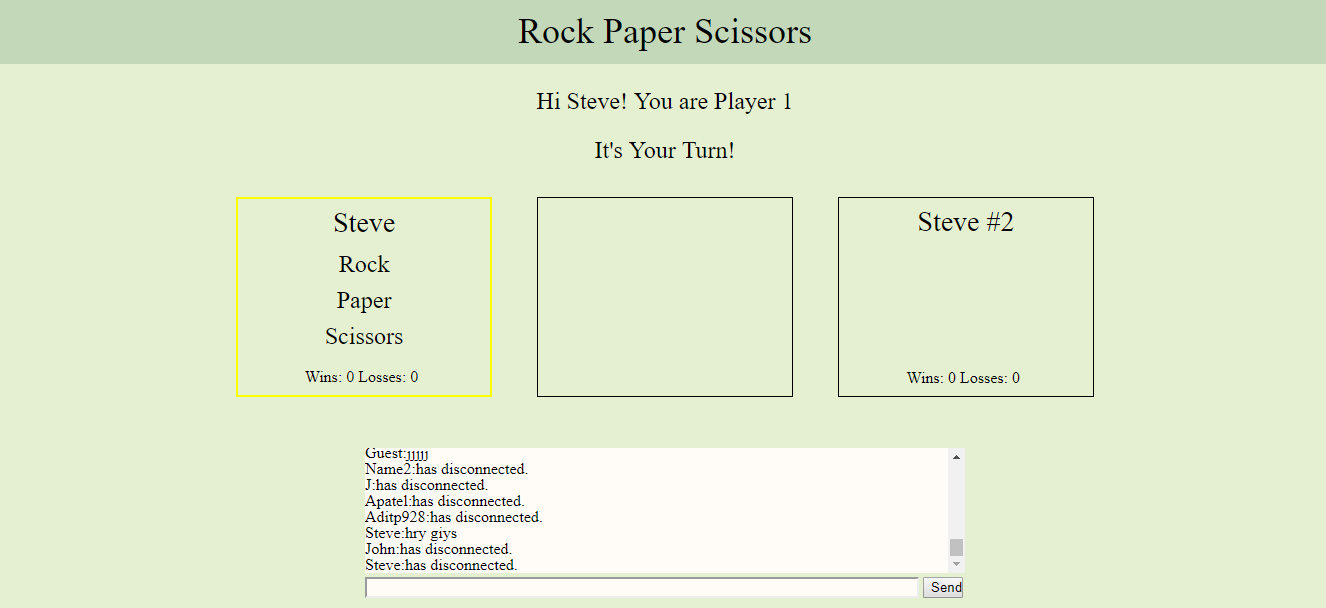 Rock Paper Scissors
Hi Steve! You are Player 1
It's Your Turn!
Steve
Rock
Paper
Scissors
Wins: 0 Losses: 0
Steve #2
Wins: 0 Losses: 0
Guest:jjjjj
Name2:has disconnected.
J:has disconnected.
Apatel:has disconnected.
Aditp928:has disconnected.
Steve:hry giys
John:has disconnected.
Steve:has disconnected.
Send